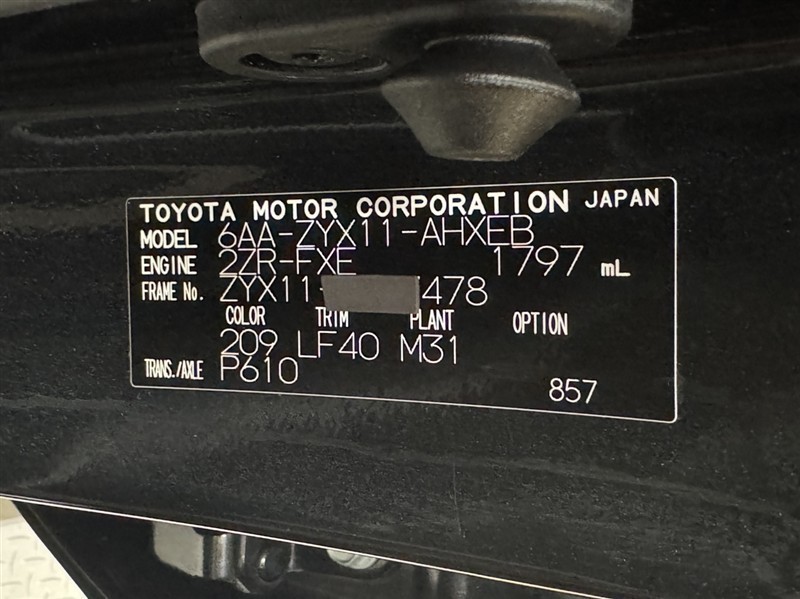 TOYOTA MOTOR CORPORATION JAPAN
MODEL 6AA-ZYX11-AHXEB
ENGINE 2ZR-FXE 1797 mL
FRAME No. ZYX11- 478
COLOR TRIM PLANT OPTION
209 LF40 M31
TRANS./AXLE P610
857